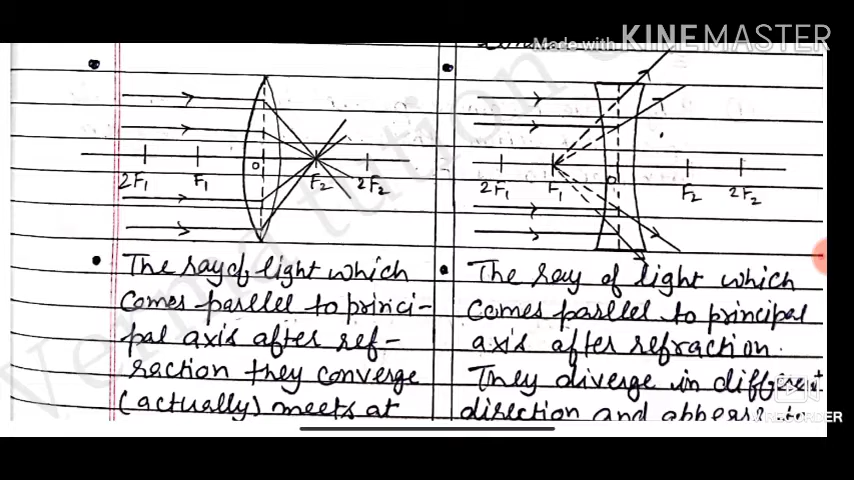 Made with KINEMASTER
2F₁ F₁ O F₂ 2F₂
2F₁ F₁ O F₂ 2F₂
• The ray of light which
comes parallel to princi-
pal axis after ref-
raction they converge
(actually) meets at
• The ray of light which
comes parallel to principal
axis after refraction.
They diverge in different
direction and appears to
Verma tution